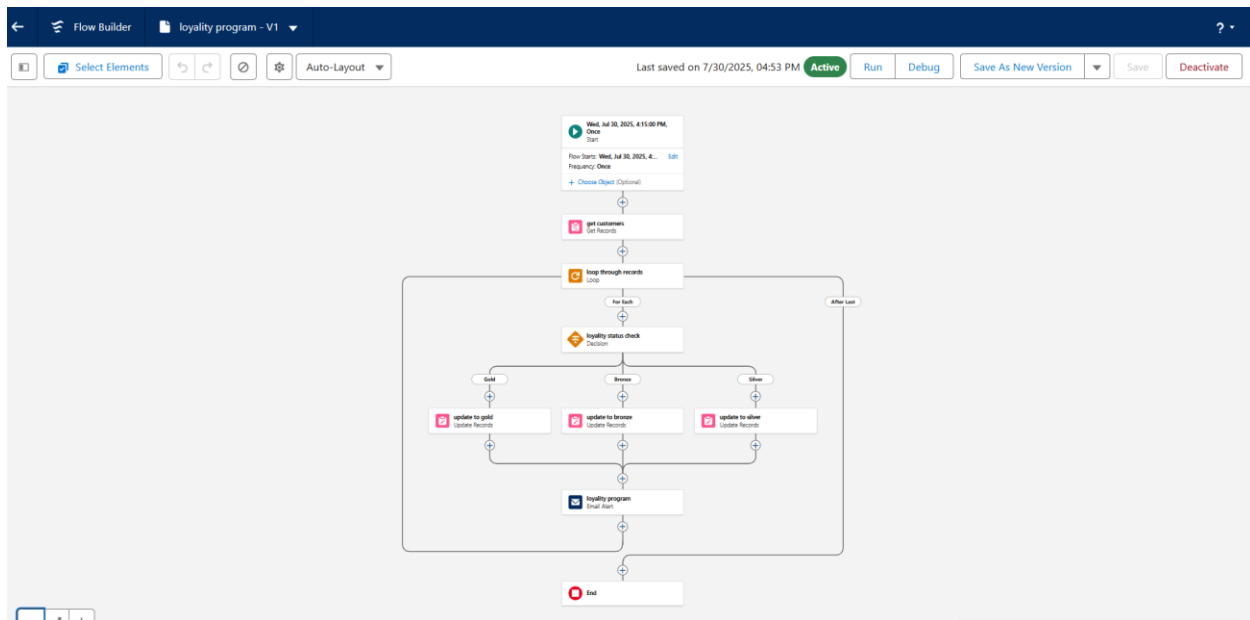 Flow Builder
loyality program - V1
?
Select Elements
Auto-Layout
Last saved on 7/30/2025, 04:53 PM
Active
Run
Debug
Save As New Version
Save
Deactivate
Wed, Jul 30, 2025, 4:15:00 PM,
Once
Start
Flow Starts: Wed, Jul 30, 2025, 4:...
Edit
Frequency: Once
+ Choose Object (Optional)
get customers
Get Records
loop through records
Loop
For Each
After Last
loyality status check
Decision
Gold
Bronze
Silver
update to gold
Update Records
update to bronze
Update Records
update to silver
Update Records
loyality program
Email Alert
End